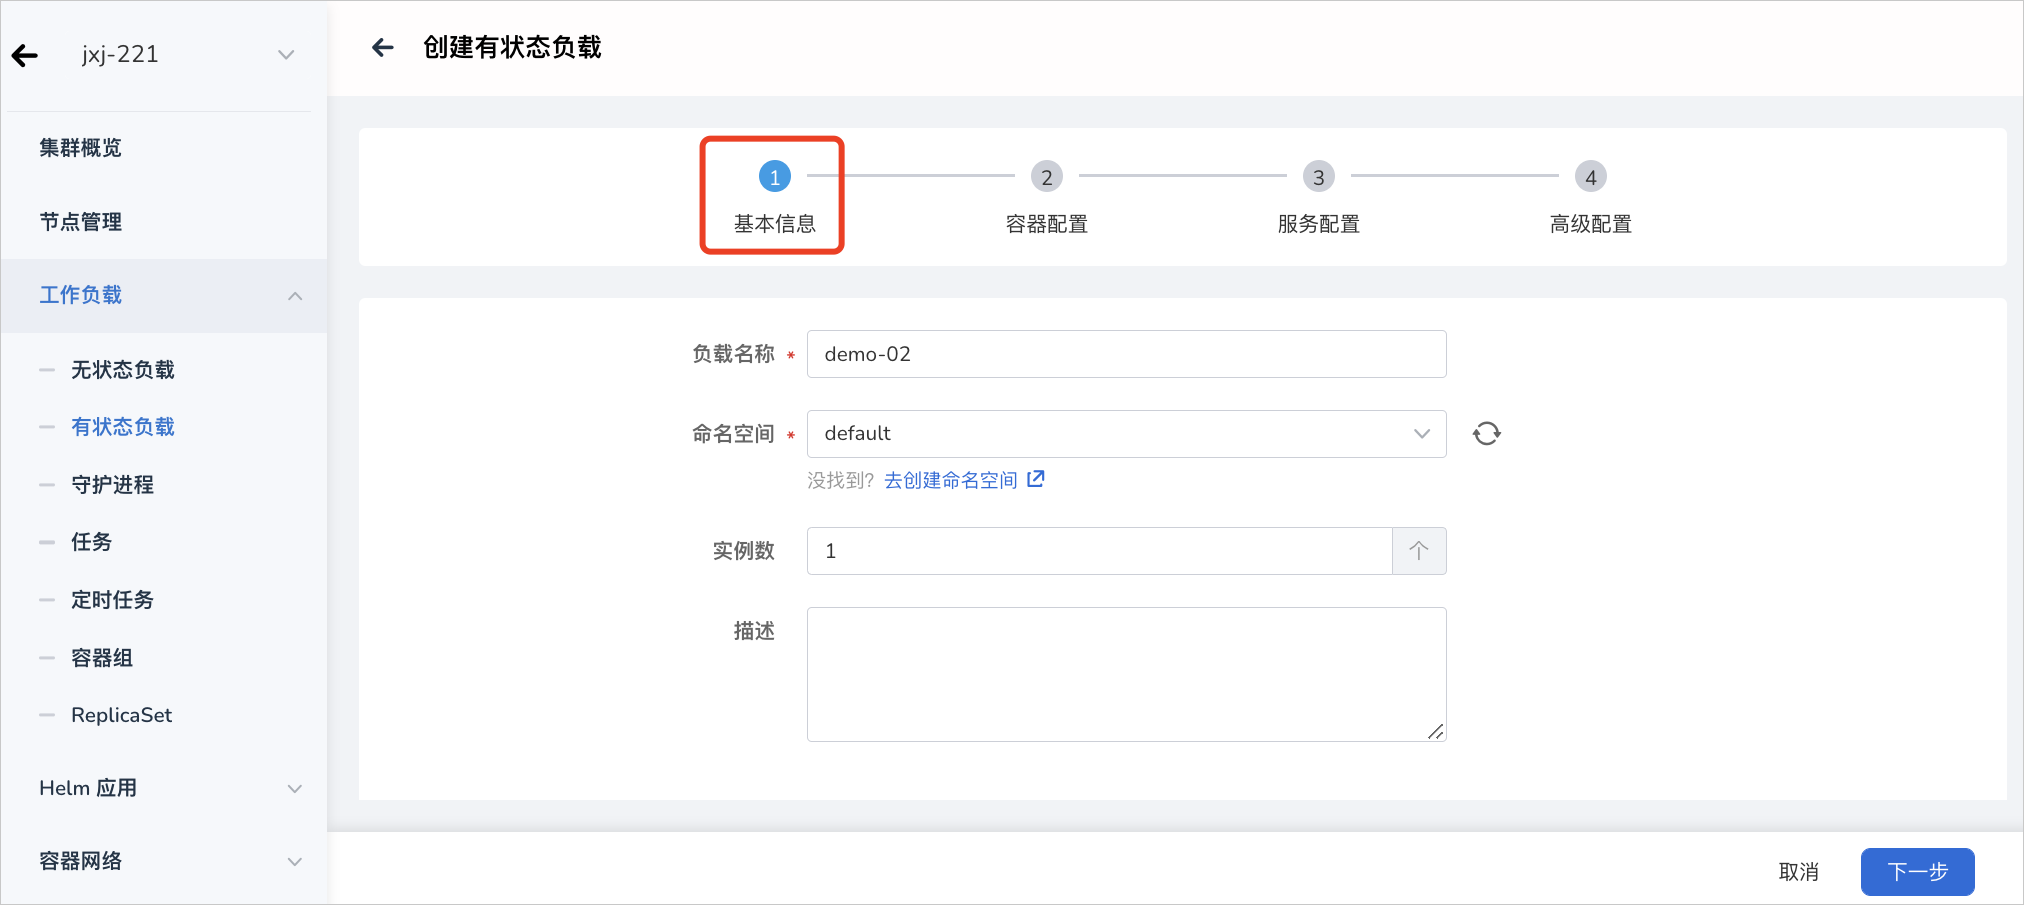 jxj-221
集群概览
节点管理
工作负载
无状态负载
有状态负载
守护进程
任务
定时任务
容器组
ReplicaSet
Helm 应用
容器网络
创建有状态负载
1
2
3
4
基本信息
容器配置
服务配置
高级配置
负载名称 *
demo-02
命名空间 *
default
没找到? 去创建命名空间
实例数
1
个
描述
取消
下一步